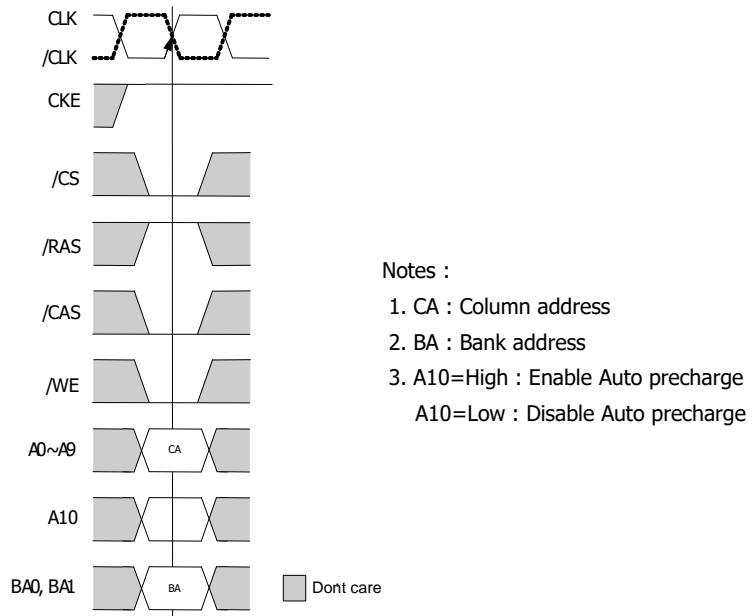 CLK
/CLK
CKE
/CS
/RAS
/CAS
/WE
A0~A9
CA
A10
BA0, BA1
BA
Dont care
Notes :
1. CA : Column address
2. BA : Bank address
3. A10=High : Enable Auto precharge
A10=Low : Disable Auto precharge